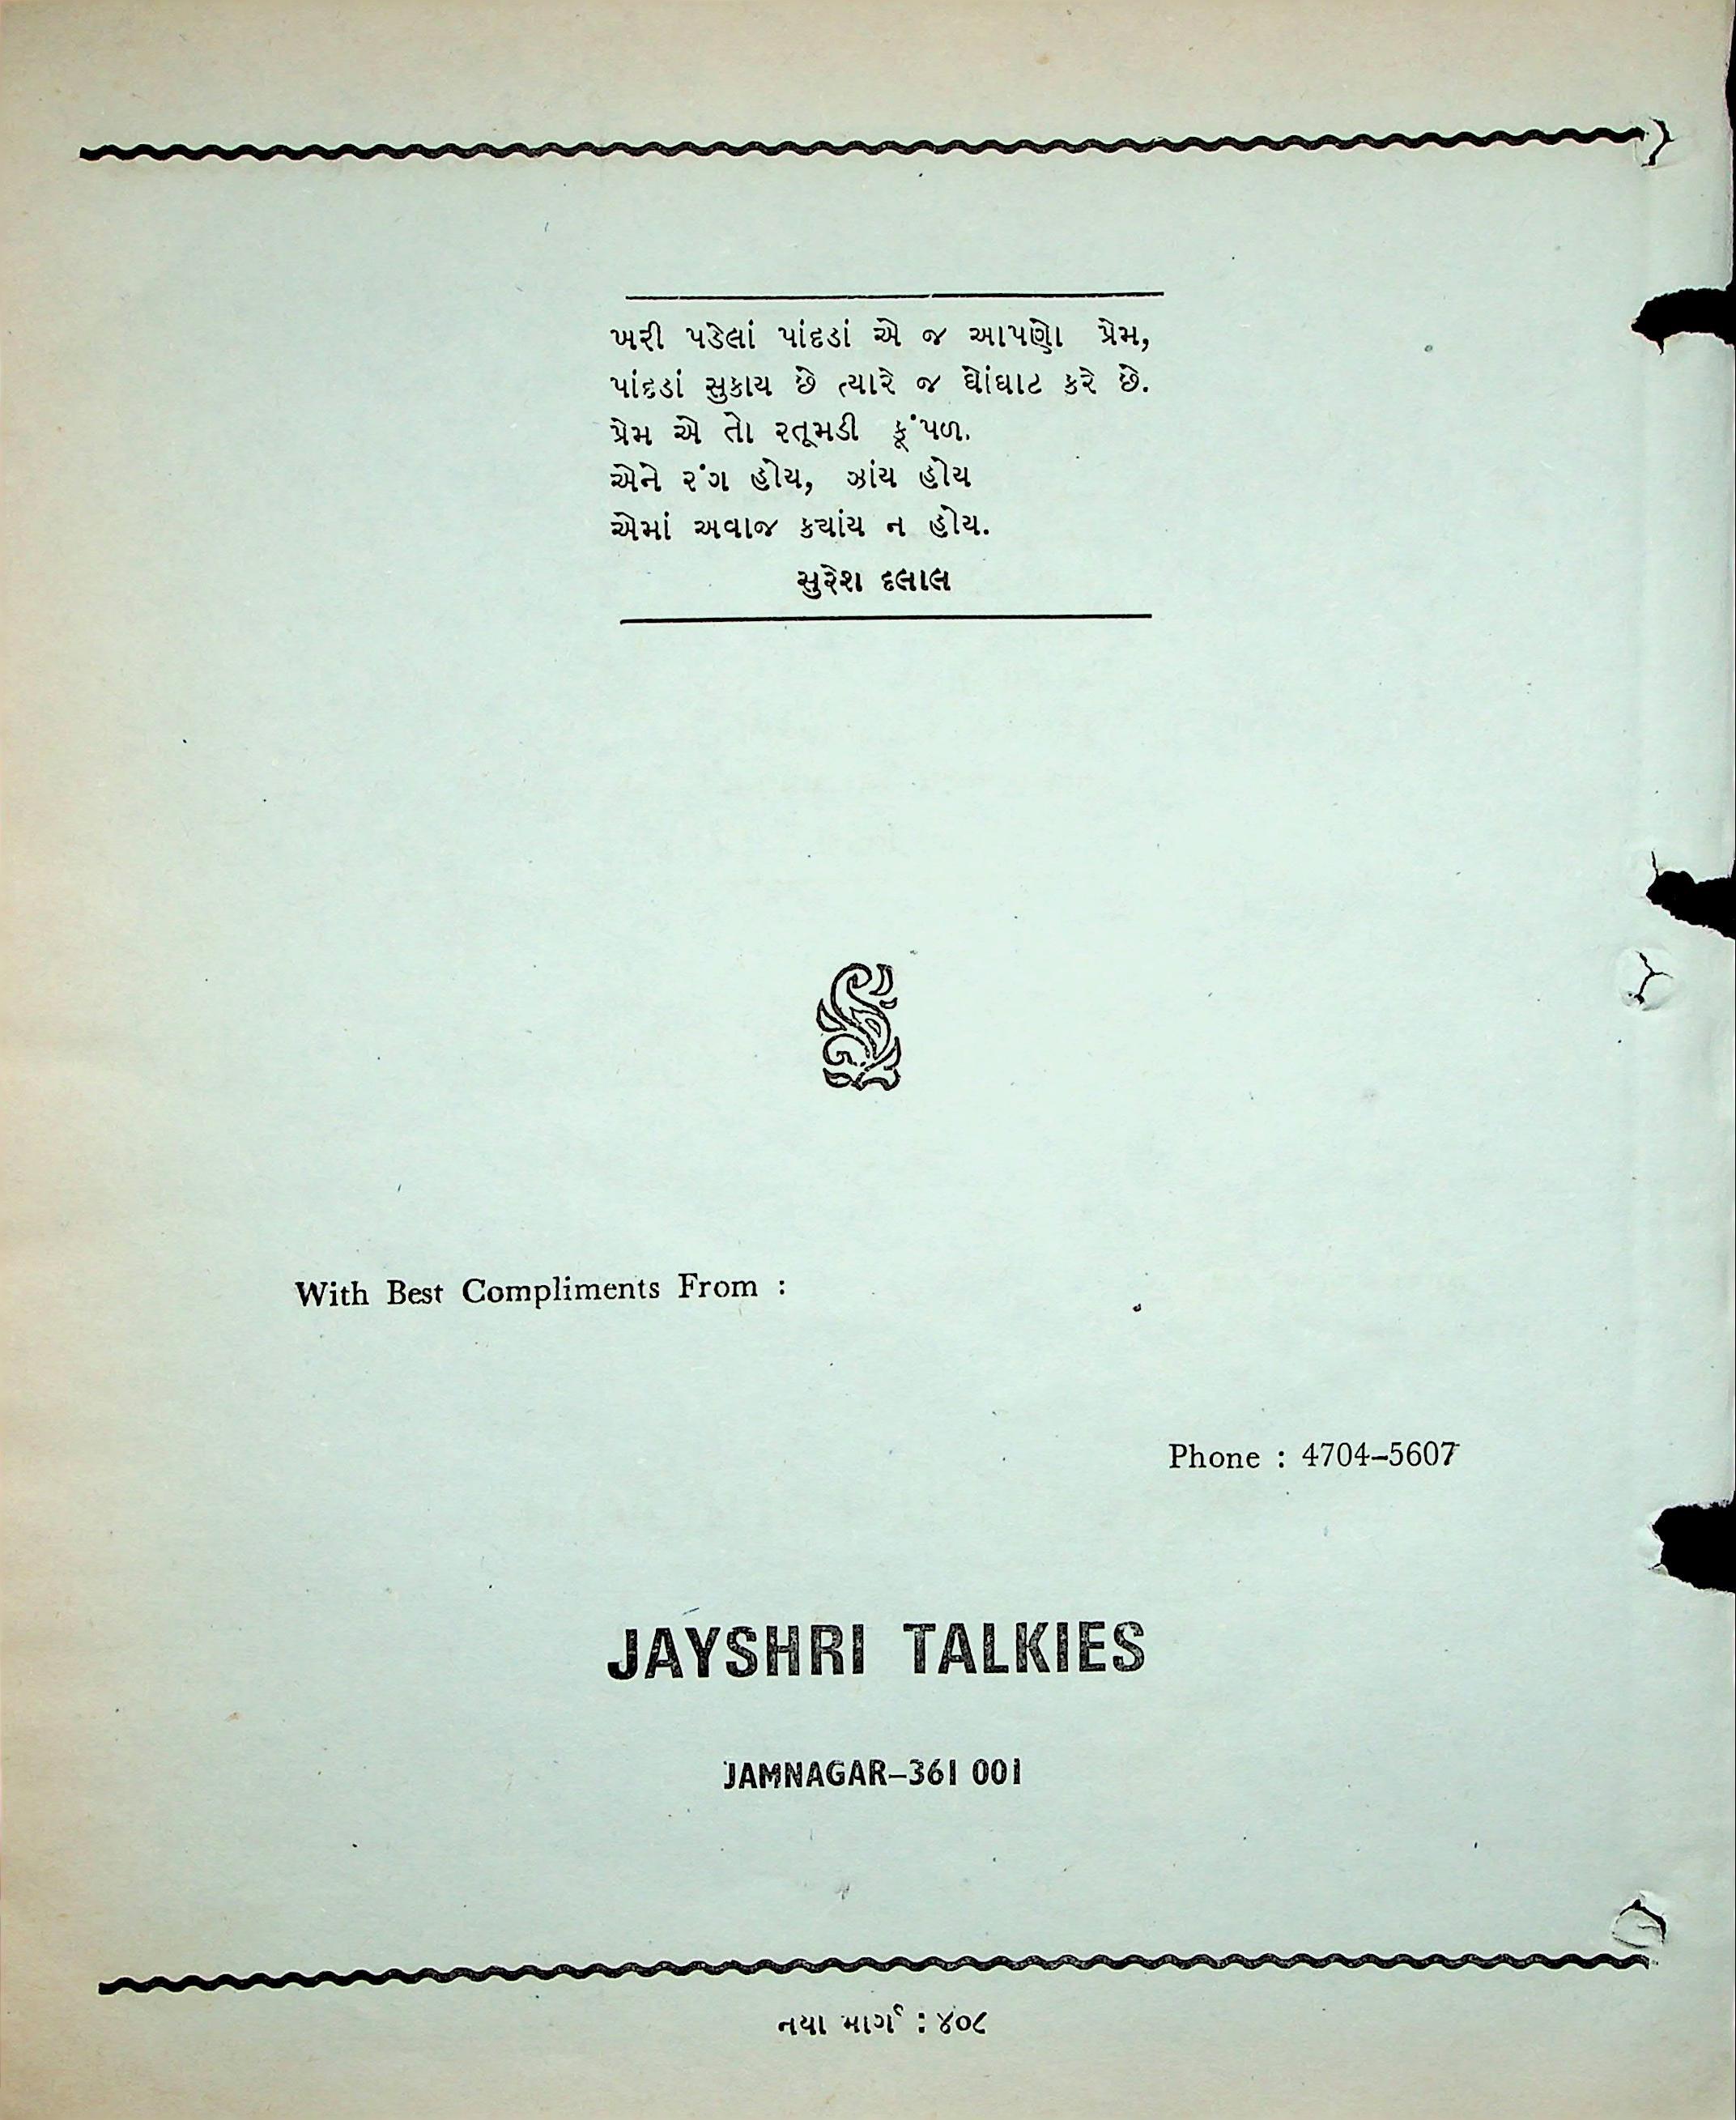 ખરી પડેલાં પાંદડાં એ જ આપણો પ્રેમ,
પાંદડાં સુકાય છે ત્યારે જ ઘોંઘાટ કરે છે.
પ્રેમ એ તો રતૂમડી કૂંપળ.
એને રંગ હોય, ઝાંય હોય
એમાં અવાજ કયાંય ન હોય.
સુરેશ દલાલ
With Best Compliments From :
Phone : 4704–5607
JAYSHRI TALKIES
JAMNAGAR–361 001
નયા માર્ગ : ૪૦૮